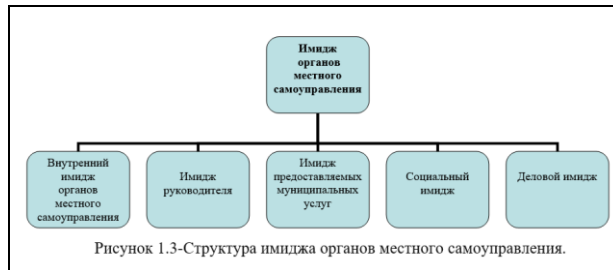 Имидж
органов
местного
самоуправления
Внутренний
имидж
органов
местного
самоуправления
Имидж
руководителя
Имидж
предоставляемых
муниципальных
услуг
Социальный
имидж
Деловой имидж
Рисунок 1.3-Структура имиджа органов местного самоуправления.